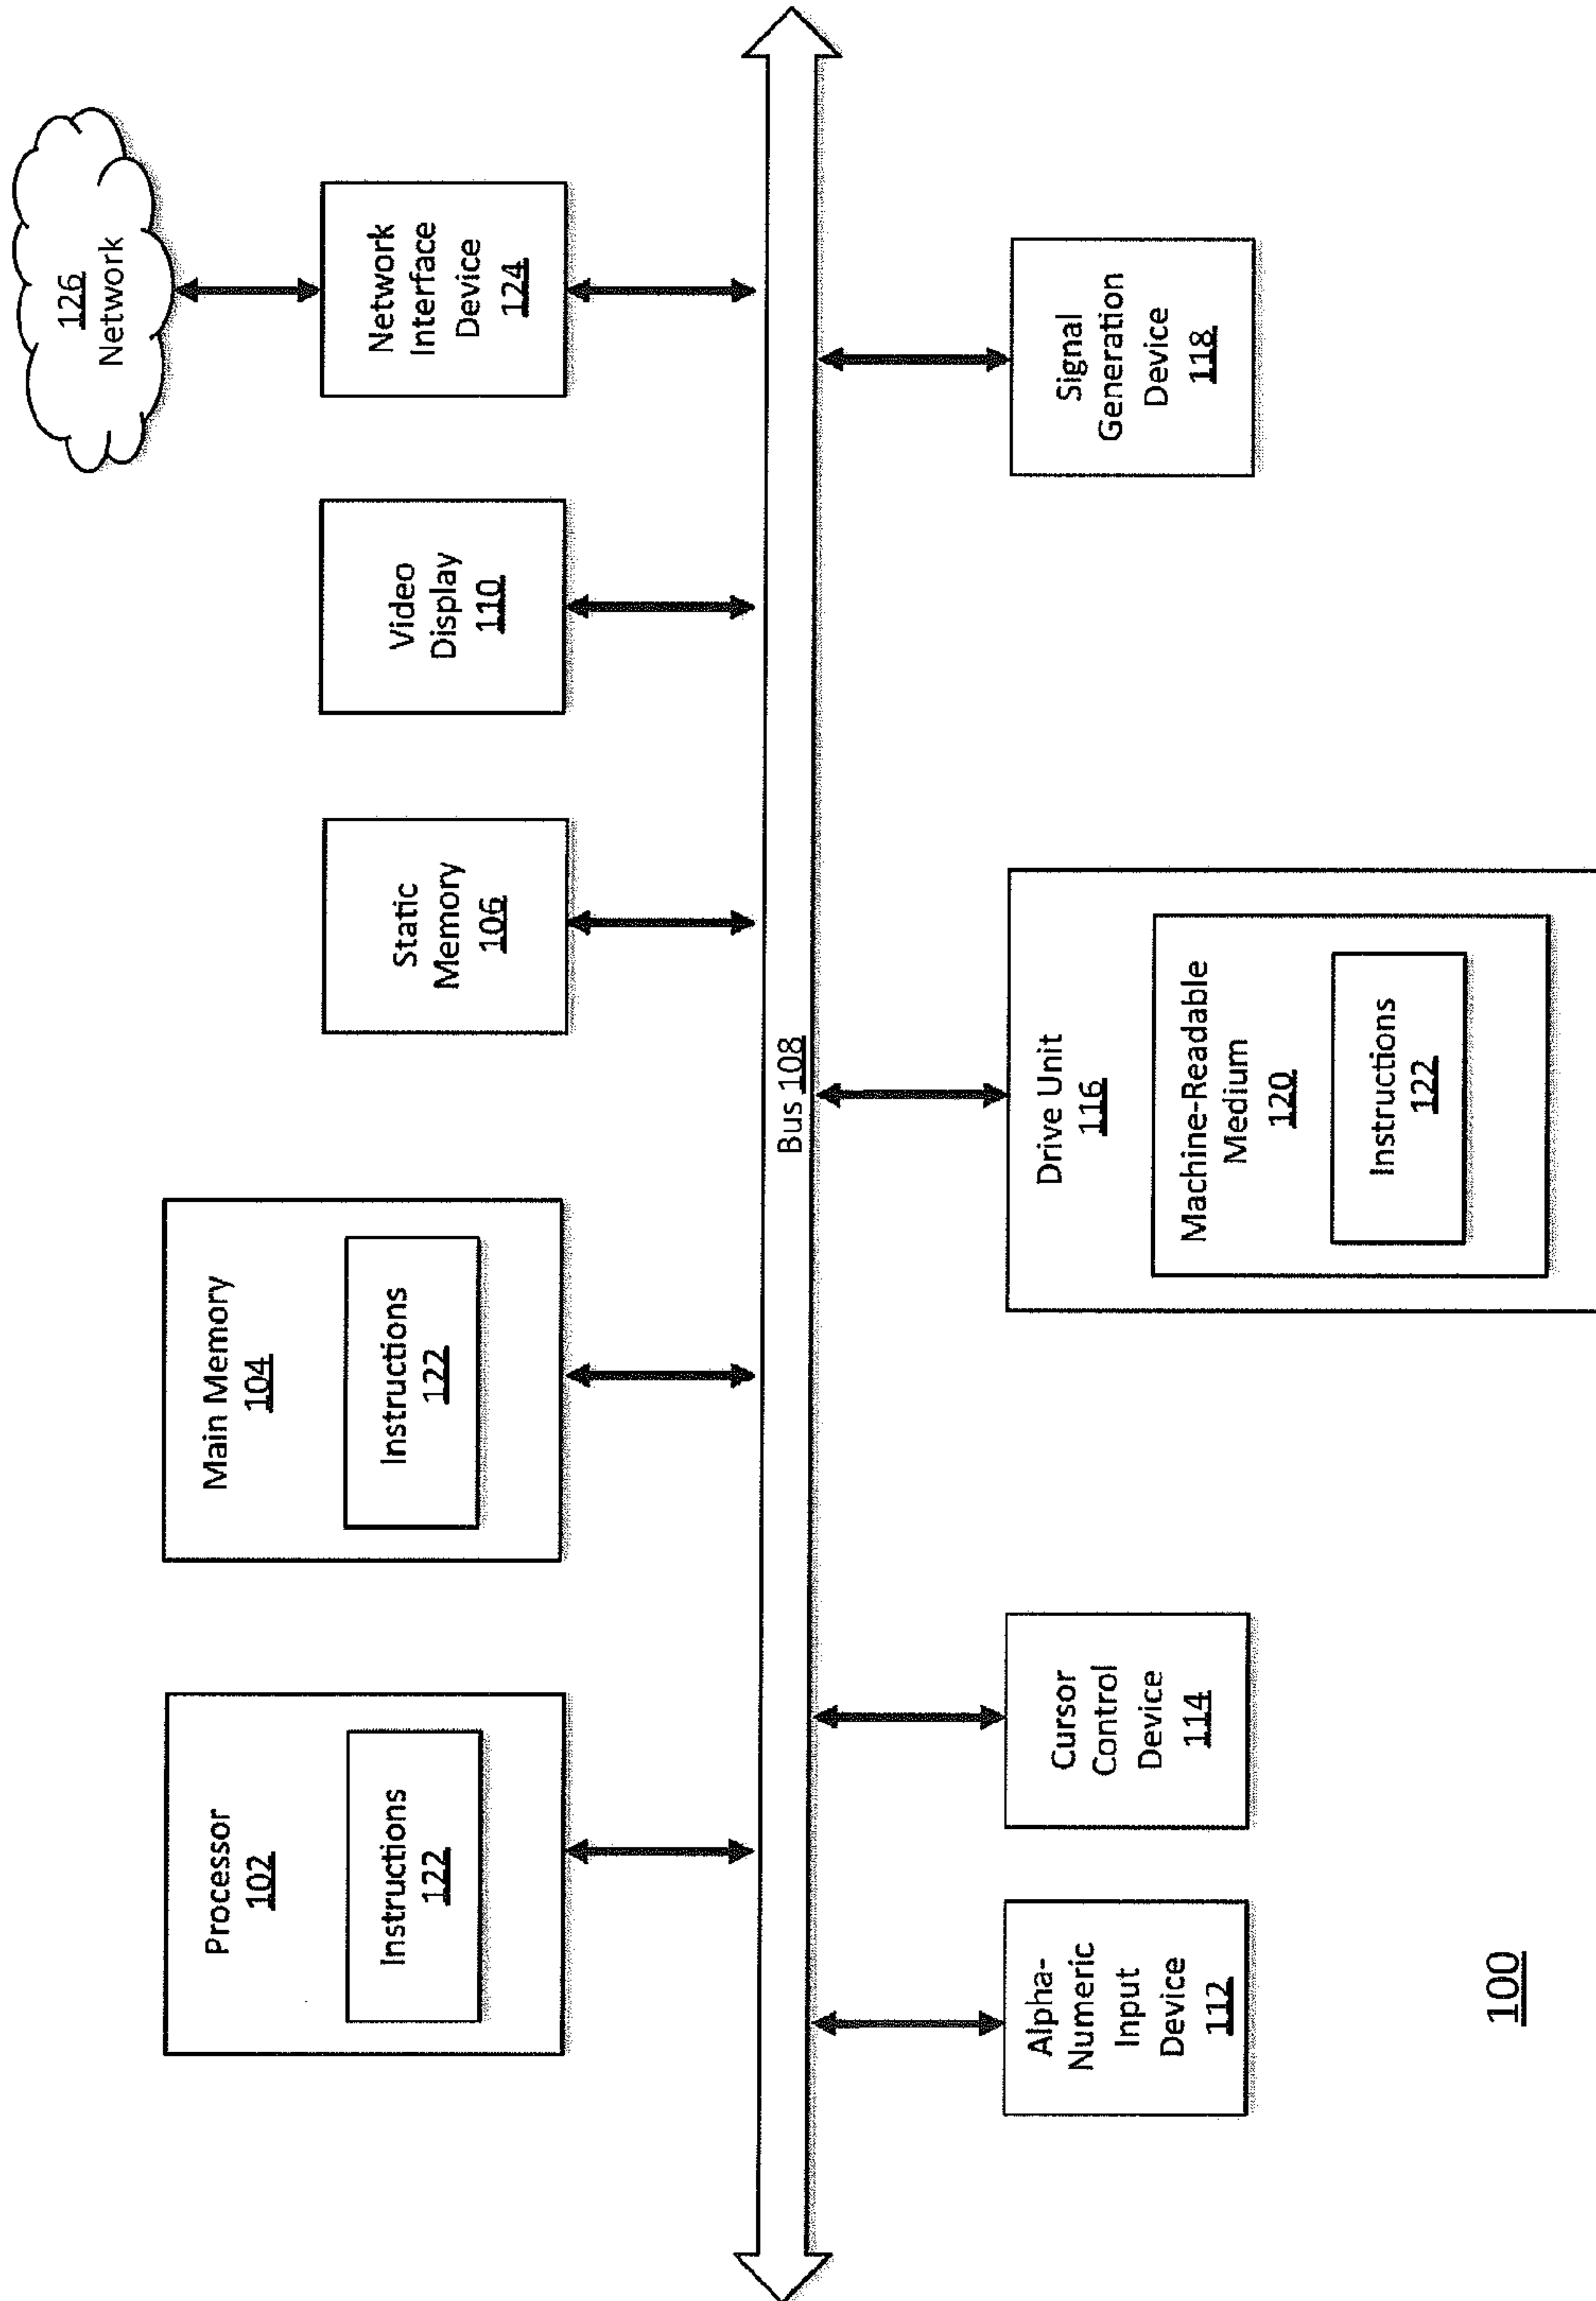 Processor
102
Instructions
122
Main Memory
104
Instructions
122
Static
Memory
106
Video
Display
110
Network
Interface
Device
124
126
Network
Bus 108
Alpha-
Numeric
Input
Device
112
Cursor
Control
Device
114
Drive Unit
116
Machine-Readable
Medium
120
Instructions
122
Signal
Generation
Device
118
100